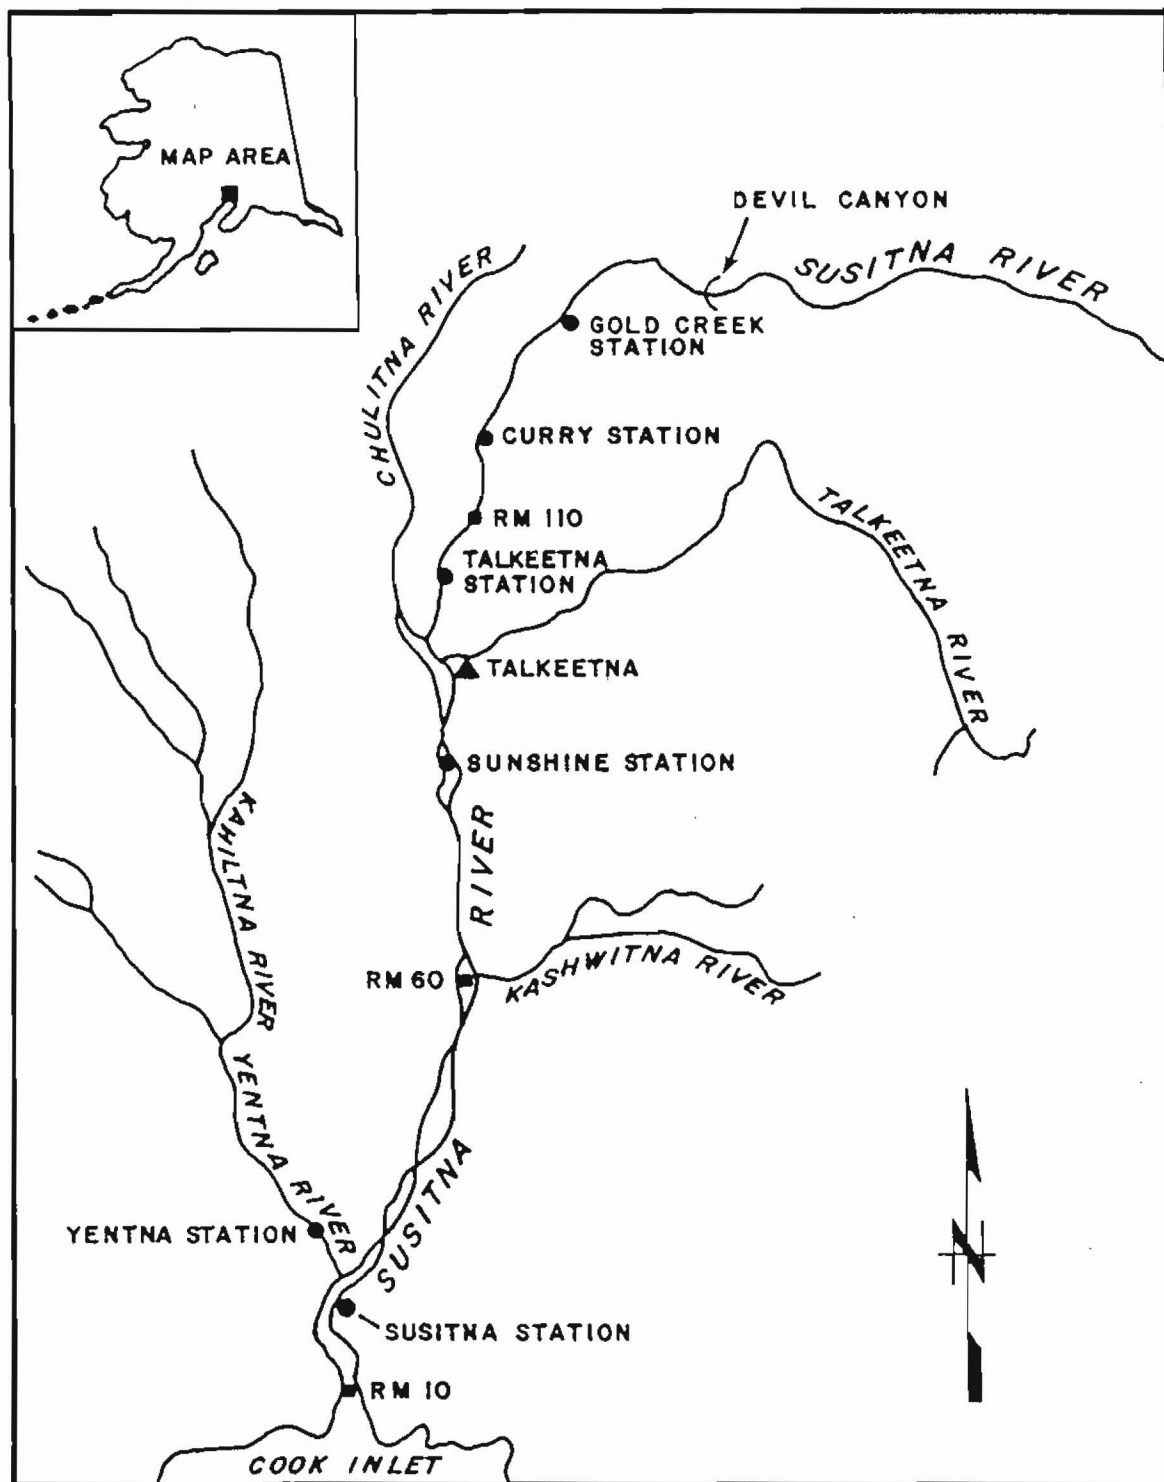 MAP AREA
DEVIL CANYON
SUSITNA RIVER
CHULITNA RIVER
GOLD CREEK
STATION
CURRY STATION
RM 110
TALKEETNA
STATION
TALKEETNA RIVER
TALKEETNA
SUNSHINE STATION
KAHILTNA RIVER
RIVER
RM 60
KASHWITNA RIVER
YENTNA RIVER
SUSITNA
YENTNA STATION
SUSITNA STATION
RM 10
COOK INLET
N